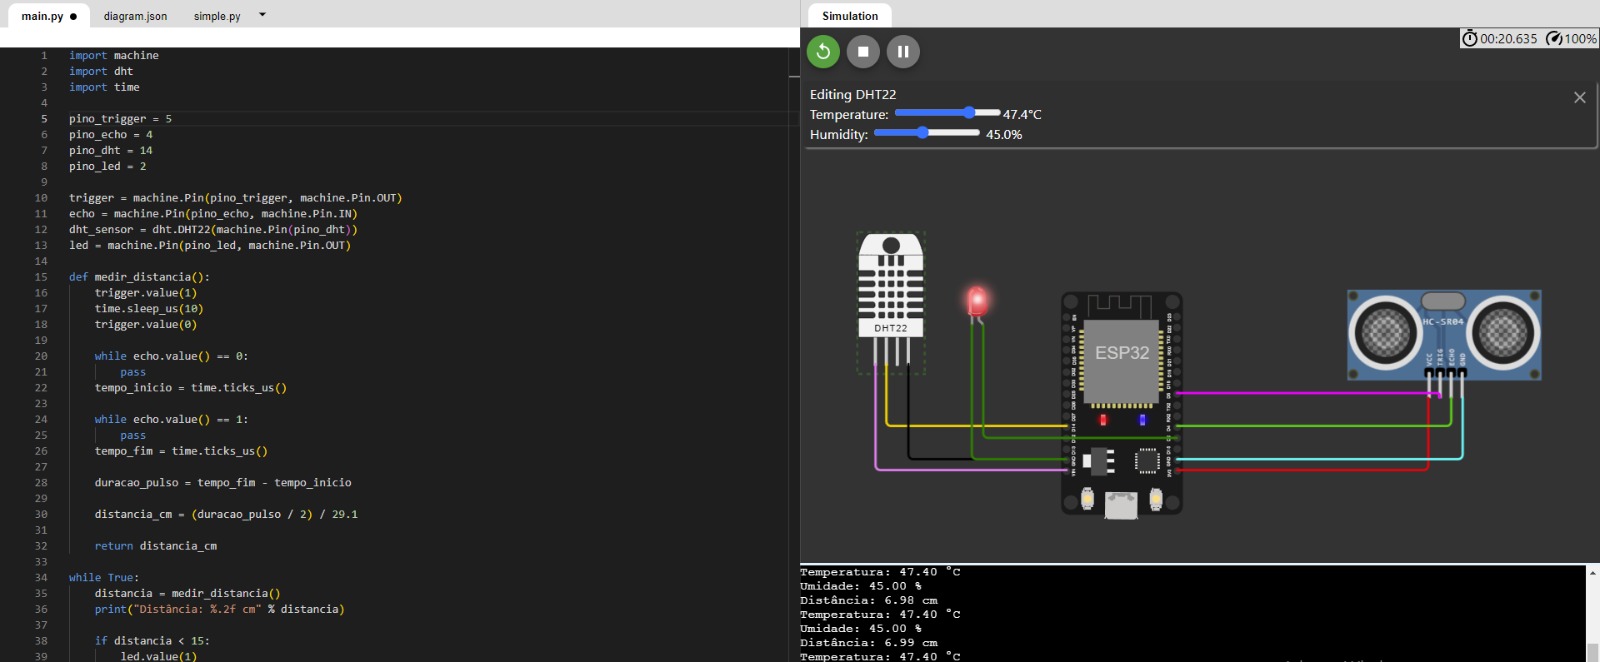 main.py ● diagram.json simple.py
Simulation
00:20.635 100%
1 import machine
2 import dht
3 import time
4
5 pino_trigger = 5
6 pino_echo = 4
7 pino_dht = 14
8 pino_led = 2
9
10 trigger = machine.Pin(pino_trigger, machine.Pin.OUT)
11 echo = machine.Pin(pino_echo, machine.Pin.IN)
12 dht_sensor = dht.DHT22(machine.Pin(pino_dht))
13 led = machine.Pin(pino_led, machine.Pin.OUT)
14
15 def medir_distancia():
16 trigger.value(1)
17 time.sleep_us(10)
18 trigger.value(0)
19
20 while echo.value() == 0:
21 pass
22 tempo_inicio = time.ticks_us()
23
24 while echo.value() == 1:
25 pass
26 tempo_fim = time.ticks_us()
27
28 duracao_pulso = tempo_fim - tempo_inicio
29
30 distancia_cm = (duracao_pulso / 2) / 29.1
31
32 return distancia_cm
33
34 while True:
35 distancia = medir_distancia()
36 print("Distância: %.2f cm" % distancia)
37
38 if distancia < 15:
39 led.value(1)
Editing DHT22
Temperature: 47.4°C
Humidity: 45.0%
DHT22
ESP32
HC-SR04
VCC
TRIG
ECHO
GND
Temperatura: 47.40 °C
Umidade: 45.00 %
Distância: 6.98 cm
Temperatura: 47.40 °C
Umidade: 45.00 %
Distância: 6.99 cm
Temperatura: 47.40 °C